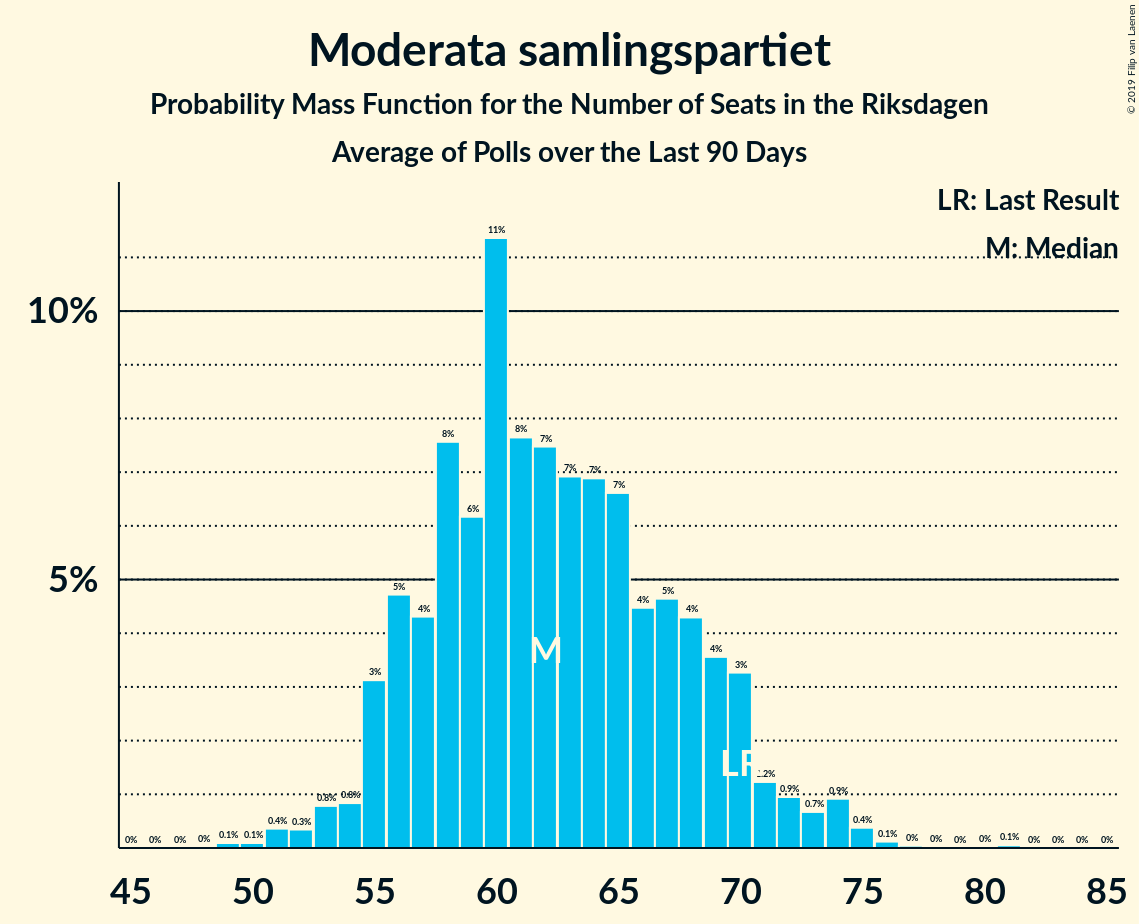 Moderata samlingspartiet
Probability Mass Function for the Number of Seats in the Riksdagen
Average of Polls over the Last 90 Days
© 2019 Filip van Laenen
LR: Last Result
M: Median
10%
5%
0% 0% 0% 0% 0.1% 0.1% 0.4% 0.3% 0.8% 0.8% 3% 5% 4% 8% 6% 11% 8% 7% 7% 7% 7% 4% 5% 4% 4% 3% 1.2% 0.9% 0.7% 0.9% 0.4% 0.1% 0% 0% 0% 0% 0.1% 0% 0% 0% 0%
M
LR
45 50 55 60 65 70 75 80 85